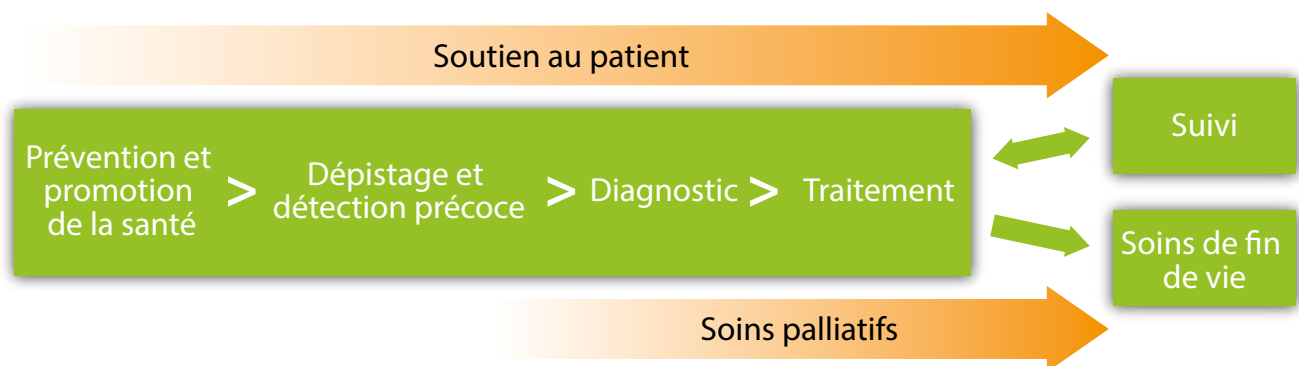 Soutien au patient
Prévention et
promotion
de la santé
>
Dépistage et
détection précoce
>
Diagnostic
>
Traitement
Suivi
Soins de fin
de vie
Soins palliatifs